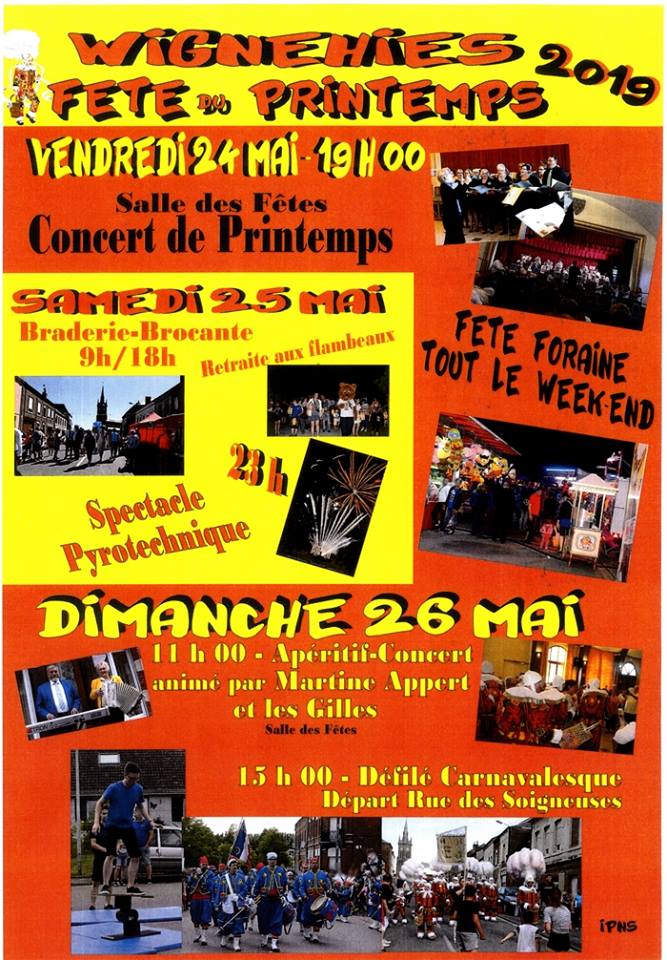 WIGNEHIES 2019
FETE DU PRINTEMPS
VENDREDI 24 MAI - 19 H 00
Salle des Fêtes
Concert de Printemps
SAMEDI 25 MAI
Braderie-Brocante
9h/18h
Retraite aux flambeaux
23 h
Spectacle
Pyrotechnique
FETE FORAINE
TOUT LE WEEK-END
DIMANCHE 26 MAI
11 h 00 - Apéritif-Concert
animé par Martine Appert
et les Gilles
Salle des Fêtes
15 h 00 - Défilé Carnavalesque
Départ Rue des Soigneuses
IPNS